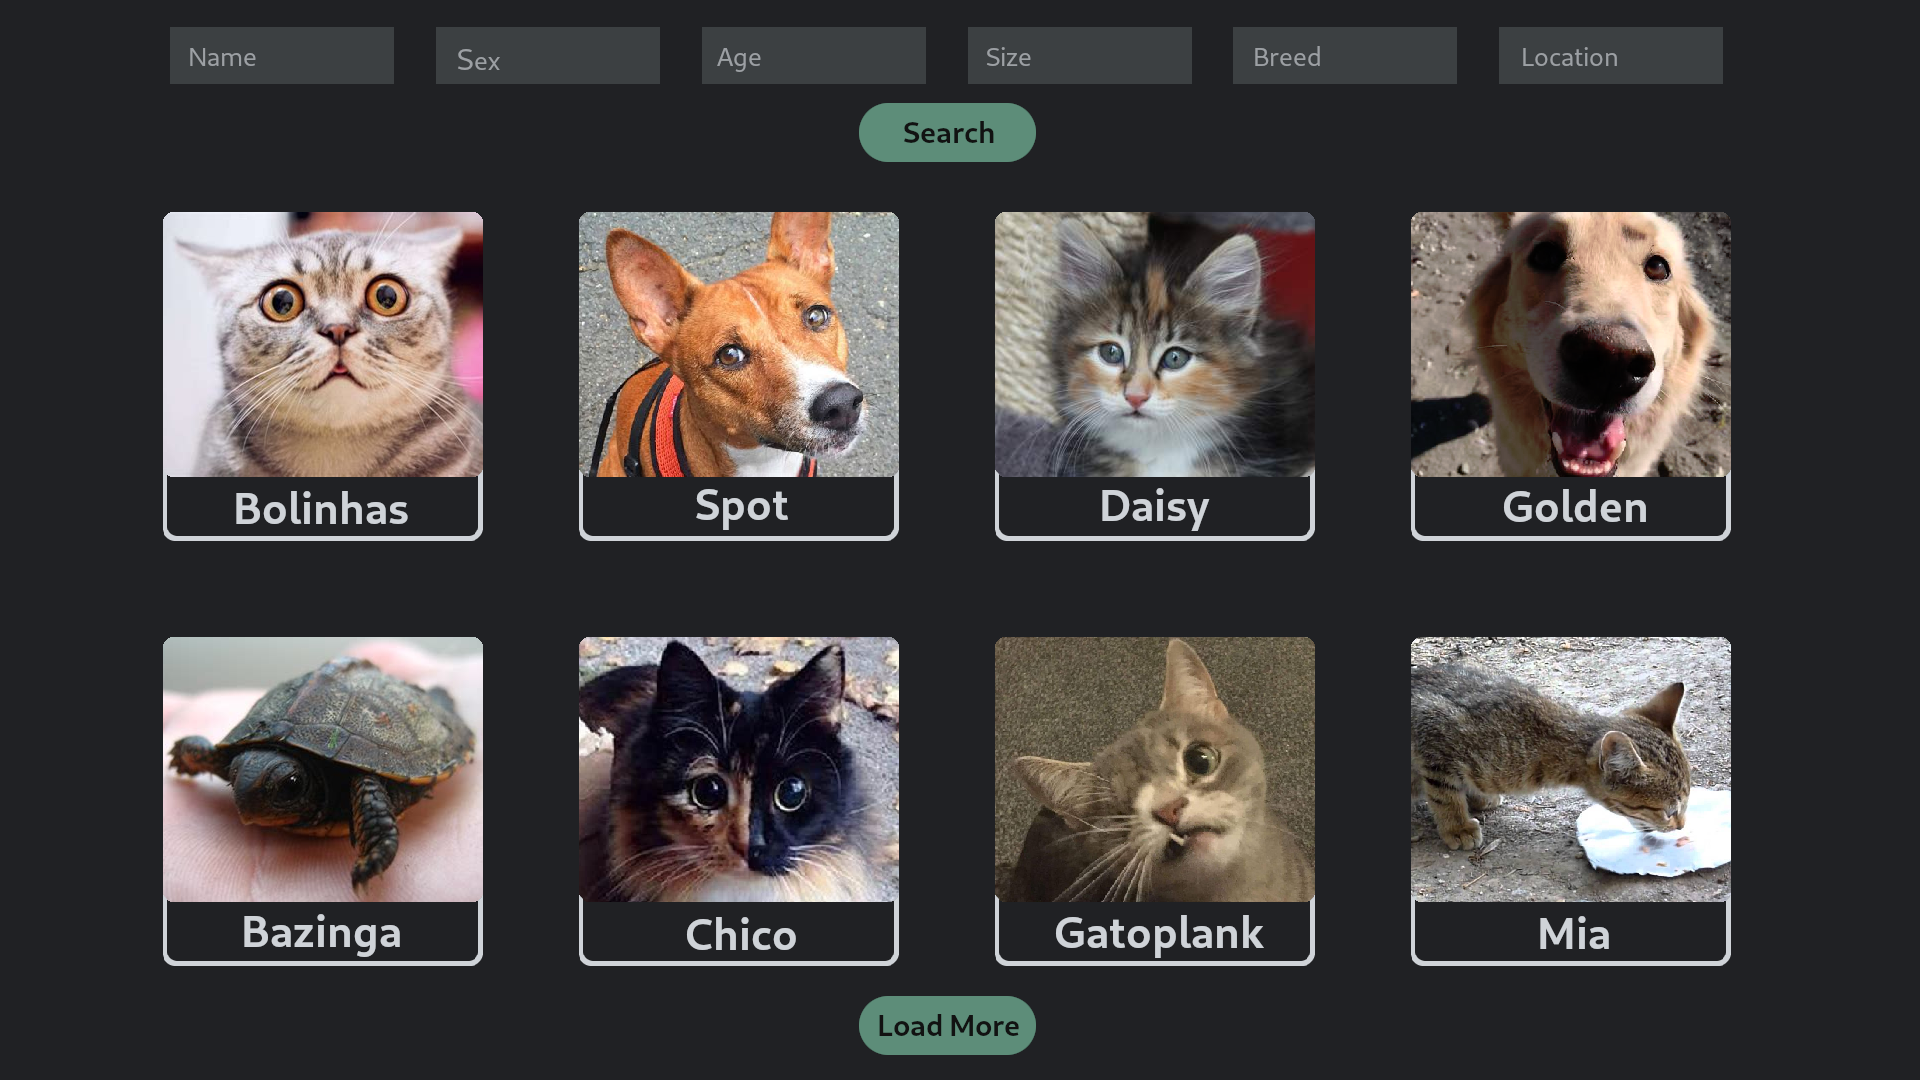 Name
Sex
Age
Size
Breed
Location
Search
Bolinhas
Spot
Daisy
Golden
Bazinga
Chico
Gatoplank
Mia
Load More